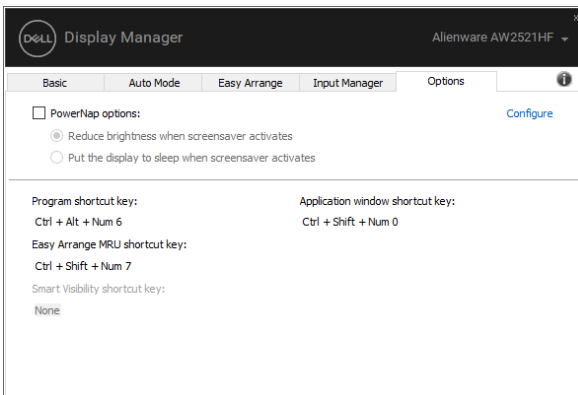 DELL Display Manager Alienware AW2521HF
Basic Auto Mode Easy Arrange Input Manager Options
PowerNap options: Configure
Reduce brightness when screensaver activates
Put the display to sleep when screensaver activates
Program shortcut key: Application window shortcut key:
Ctrl + Alt + Num 6 Ctrl + Shift + Num 0
Easy Arrange MRU shortcut key:
Ctrl + Shift + Num 7
Smart Visibility shortcut key:
None